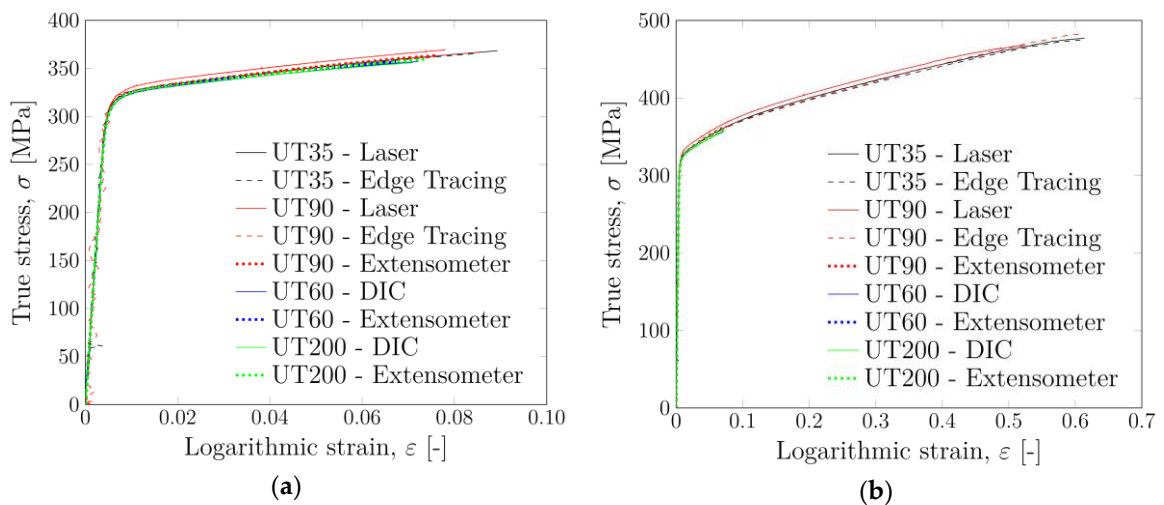 400
350
300
250
200
150
100
50
0
True stress, σ [MPa]
UT35 - Laser
UT35 - Edge Tracing
UT90 - Laser
UT90 - Edge Tracing
UT90 - Extensometer
UT60 - DIC
UT60 - Extensometer
UT200 - DIC
UT200 - Extensometer
0 0.02 0.04 0.06 0.08 0.10
Logarithmic strain, ε [-]
(a)
500
400
300
200
100
0
True stress, σ [MPa]
UT35 - Laser
UT35 - Edge Tracing
UT90 - Laser
UT90 - Edge Tracing
UT90 - Extensometer
UT60 - DIC
UT60 - Extensometer
UT200 - DIC
UT200 - Extensometer
0 0.1 0.2 0.3 0.4 0.5 0.6 0.7
Logarithmic strain, ε [-]
(b)